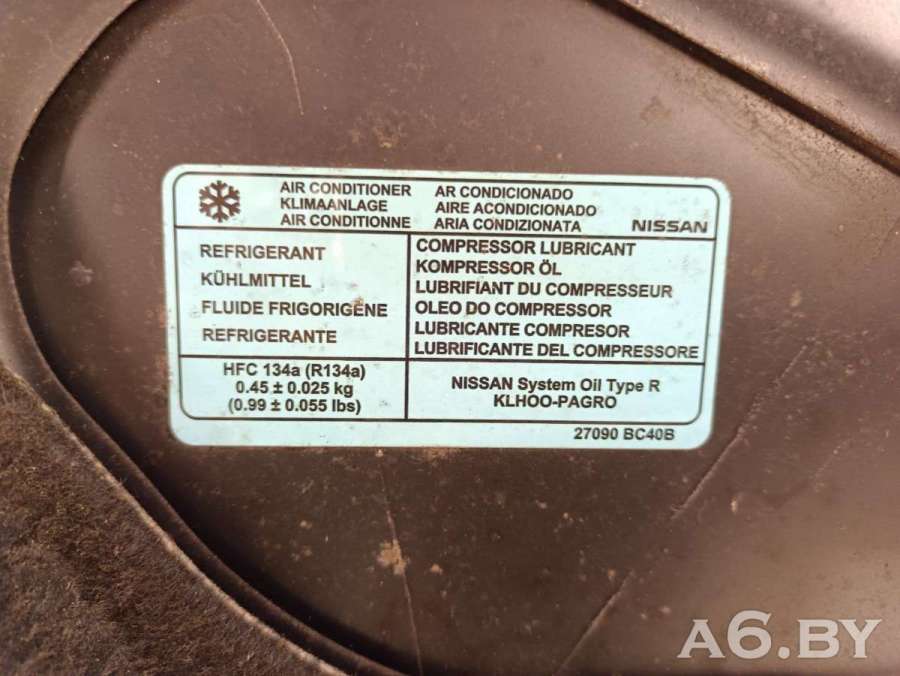 AIR CONDITIONER AR CONDICIONADO
KLIMAANLAGE AIRE ACONDICIONADO
AIR CONDITIONNE ARIA CONDIZIONATA NISSAN
REFRIGERANT
KÜHLMITTEL
FLUIDE FRIGORIGENE
REFRIGERANTE
COMPRESSOR LUBRICANT
KOMPRESSOR ÖL
LUBRIFIANT DU COMPRESSEUR
OLEO DO COMPRESSOR
LUBRICANTE COMPRESOR
LUBRIFICANTE DEL COMPRESSORE
HFC 134a (R134a)
0.45 ± 0.025 kg
(0.99 ± 0.055 lbs)
NISSAN System Oil Type R
KLHOO-PAGRO
27090 BC40B
A6.BY